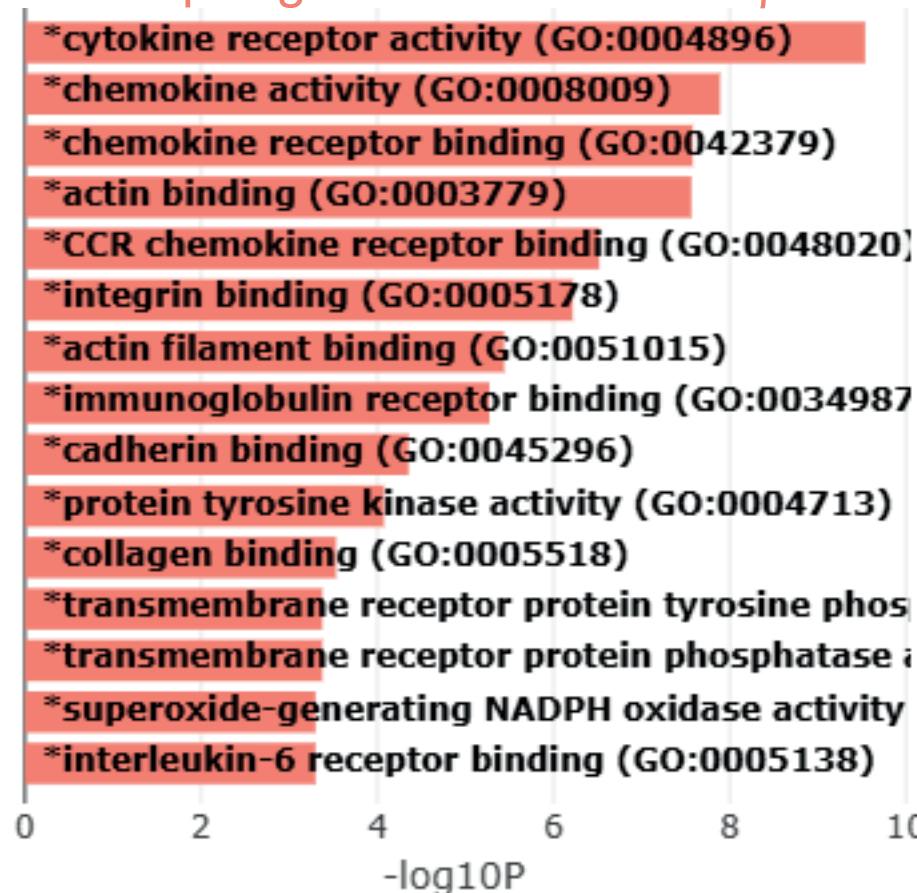 *cytokine receptor activity (GO:0004896)
*chemokine activity (GO:0008009)
*chemokine receptor binding (GO:0042379)
*actin binding (GO:0003779)
*CCR chemokine receptor binding (GO:0048020)
*integrin binding (GO:0005178)
*actin filament binding (GO:0051015)
*immunoglobulin receptor binding (GO:0034987
*cadherin binding (GO:0045296)
*protein tyrosine kinase activity (GO:0004713)
*collagen binding (GO:0005518)
*transmembrane receptor protein tyrosine phos
*transmembrane receptor protein phosphatase
*superoxide-generating NADPH oxidase activity
*interleukin-6 receptor binding (GO:0005138)
0 2 4 6 8 10
-log10P